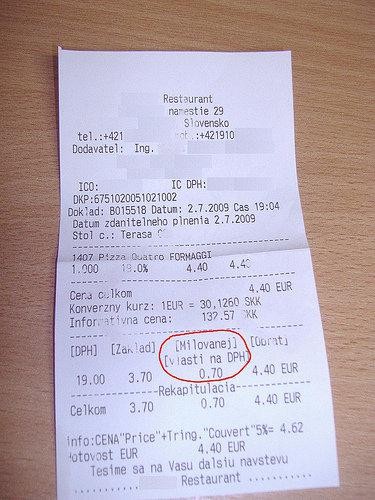 Restaurant
namestie 29
Slovensko
tel.:+421 :+421910
Dodavatel: Ing.
ICO: IC DPH:
DKP:6751020051021002
Doklad: B015518 Datum: 2.7.2009 Cas 19:04
Datum zdanitelneho plnenia 2.7.2009
Stol c.: Terasa
1407 Pizza Quatro FORMAGGI
1.000 19.0% 4.40 4.40
Cena celkom 4.40 EUR
Konverzny kurz: 1EUR = 30,1260 SKK
Informativna cena: 132.57 SKK
[DPH] [Zaklad] [Milovanej] [Obrat]
[vlasti na DPH]
19.00 3.70 0.70 4.40 EUR
Rekapitulacia
Celkom 3.70 0.70 4.40 EUR
info:CENA"Price"+Tring."Couvert"5%= 4.62
Hotovost EUR 4.40 EUR
Tesime sa na Vasu dalsiu navstevu
Restaurant